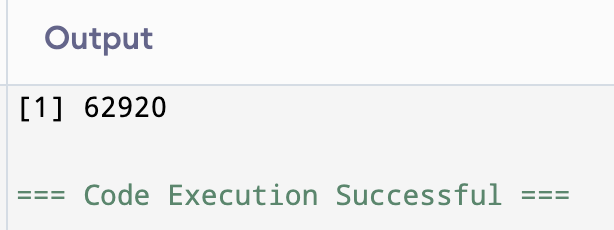 Output
[1] 62920
=== Code Execution Successful ===